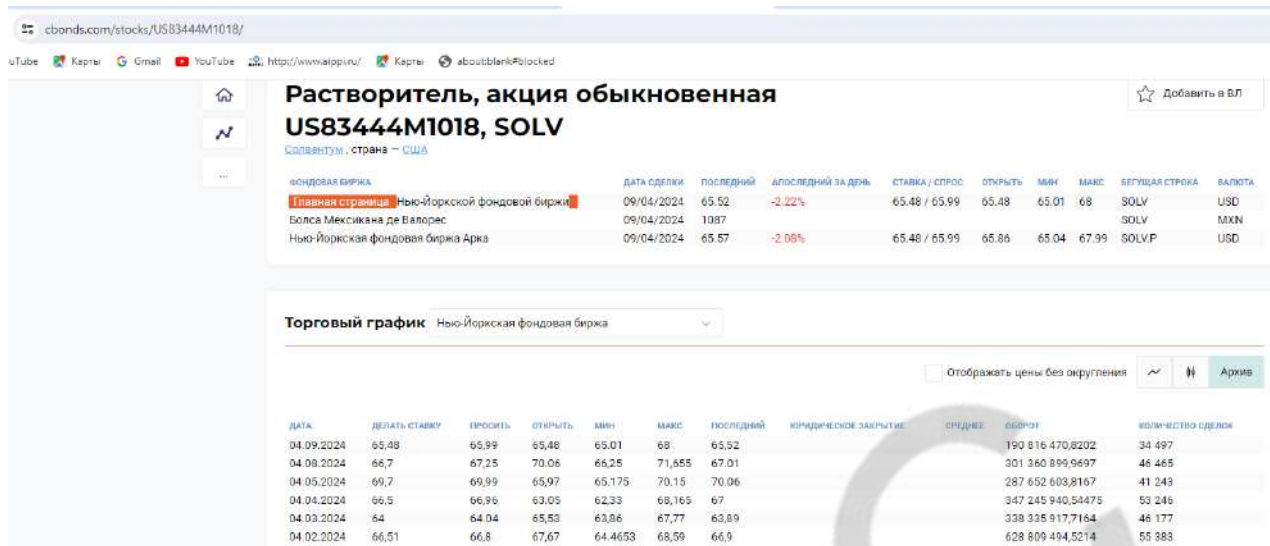 cbonds.com/stocks/US83444M1018/
uTube Карты Gmail YouTube http://www.aippi.ru/ Карты about:blank#blocked
Растворитель, акция обыкновенная
US83444M1018, SOLV
Добавить в ВЛ
Солвентум, страна — США
ФОНДОВАЯ БИРЖА ДАТА СДЕЛКИ ПОСЛЕДНИЙ ΔПОСЛЕДНИЙ ЗА ДЕНЬ СТАВКА / СПРОС ОТКРЫТЬ МИН МАКС БЕГУЩАЯ СТРОКА ВАЛЮТА
Главная страница Нью-Йоркской фондовой биржи 09/04/2024 65.52 -2.22% 65.48 / 65.99 65.48 65.01 68 SOLV USD
Болса Мексикана де Валорес 09/04/2024 1087 SOLV MXN
Нью-Йоркская фондовая биржа Арка 09/04/2024 65.57 -2.08% 65.48 / 65.99 65.86 65.04 67.99 SOLV.P USD
Торговый график Нью-Йоркская фондовая биржа
Отображать цены без округления Архив
ДАТА ДЕЛАТЬ СТАВКУ ПРОСИТЬ ОТКРЫТЬ МИН МАКС ПОСЛЕДНИЙ ЮРИДИЧЕСКОЕ ЗАКРЫТИЕ СРЕДНЕЕ ОБОРОТ КОЛИЧЕСТВО СДЕЛОК
04.09.2024 65,48 65,99 65,48 65.01 68 65,52 190 816 470,8202 34 497
04.08.2024 66,7 67,25 70.06 66,25 71,655 67.01 301 360 899,9697 46 465
04.05.2024 69,7 69,99 65,97 65.175 70.15 70.06 287 652 603,8167 41 243
04.04.2024 66,5 66,96 63.05 62,33 68,165 67 347 245 940,54475 53 246
04.03.2024 64 64.04 65,53 63,86 67,77 63,89 338 335 917,7164 46 177
04.02.2024 66,51 66,8 67,67 64.4653 68,59 66,9 628 809 494,5214 55 383